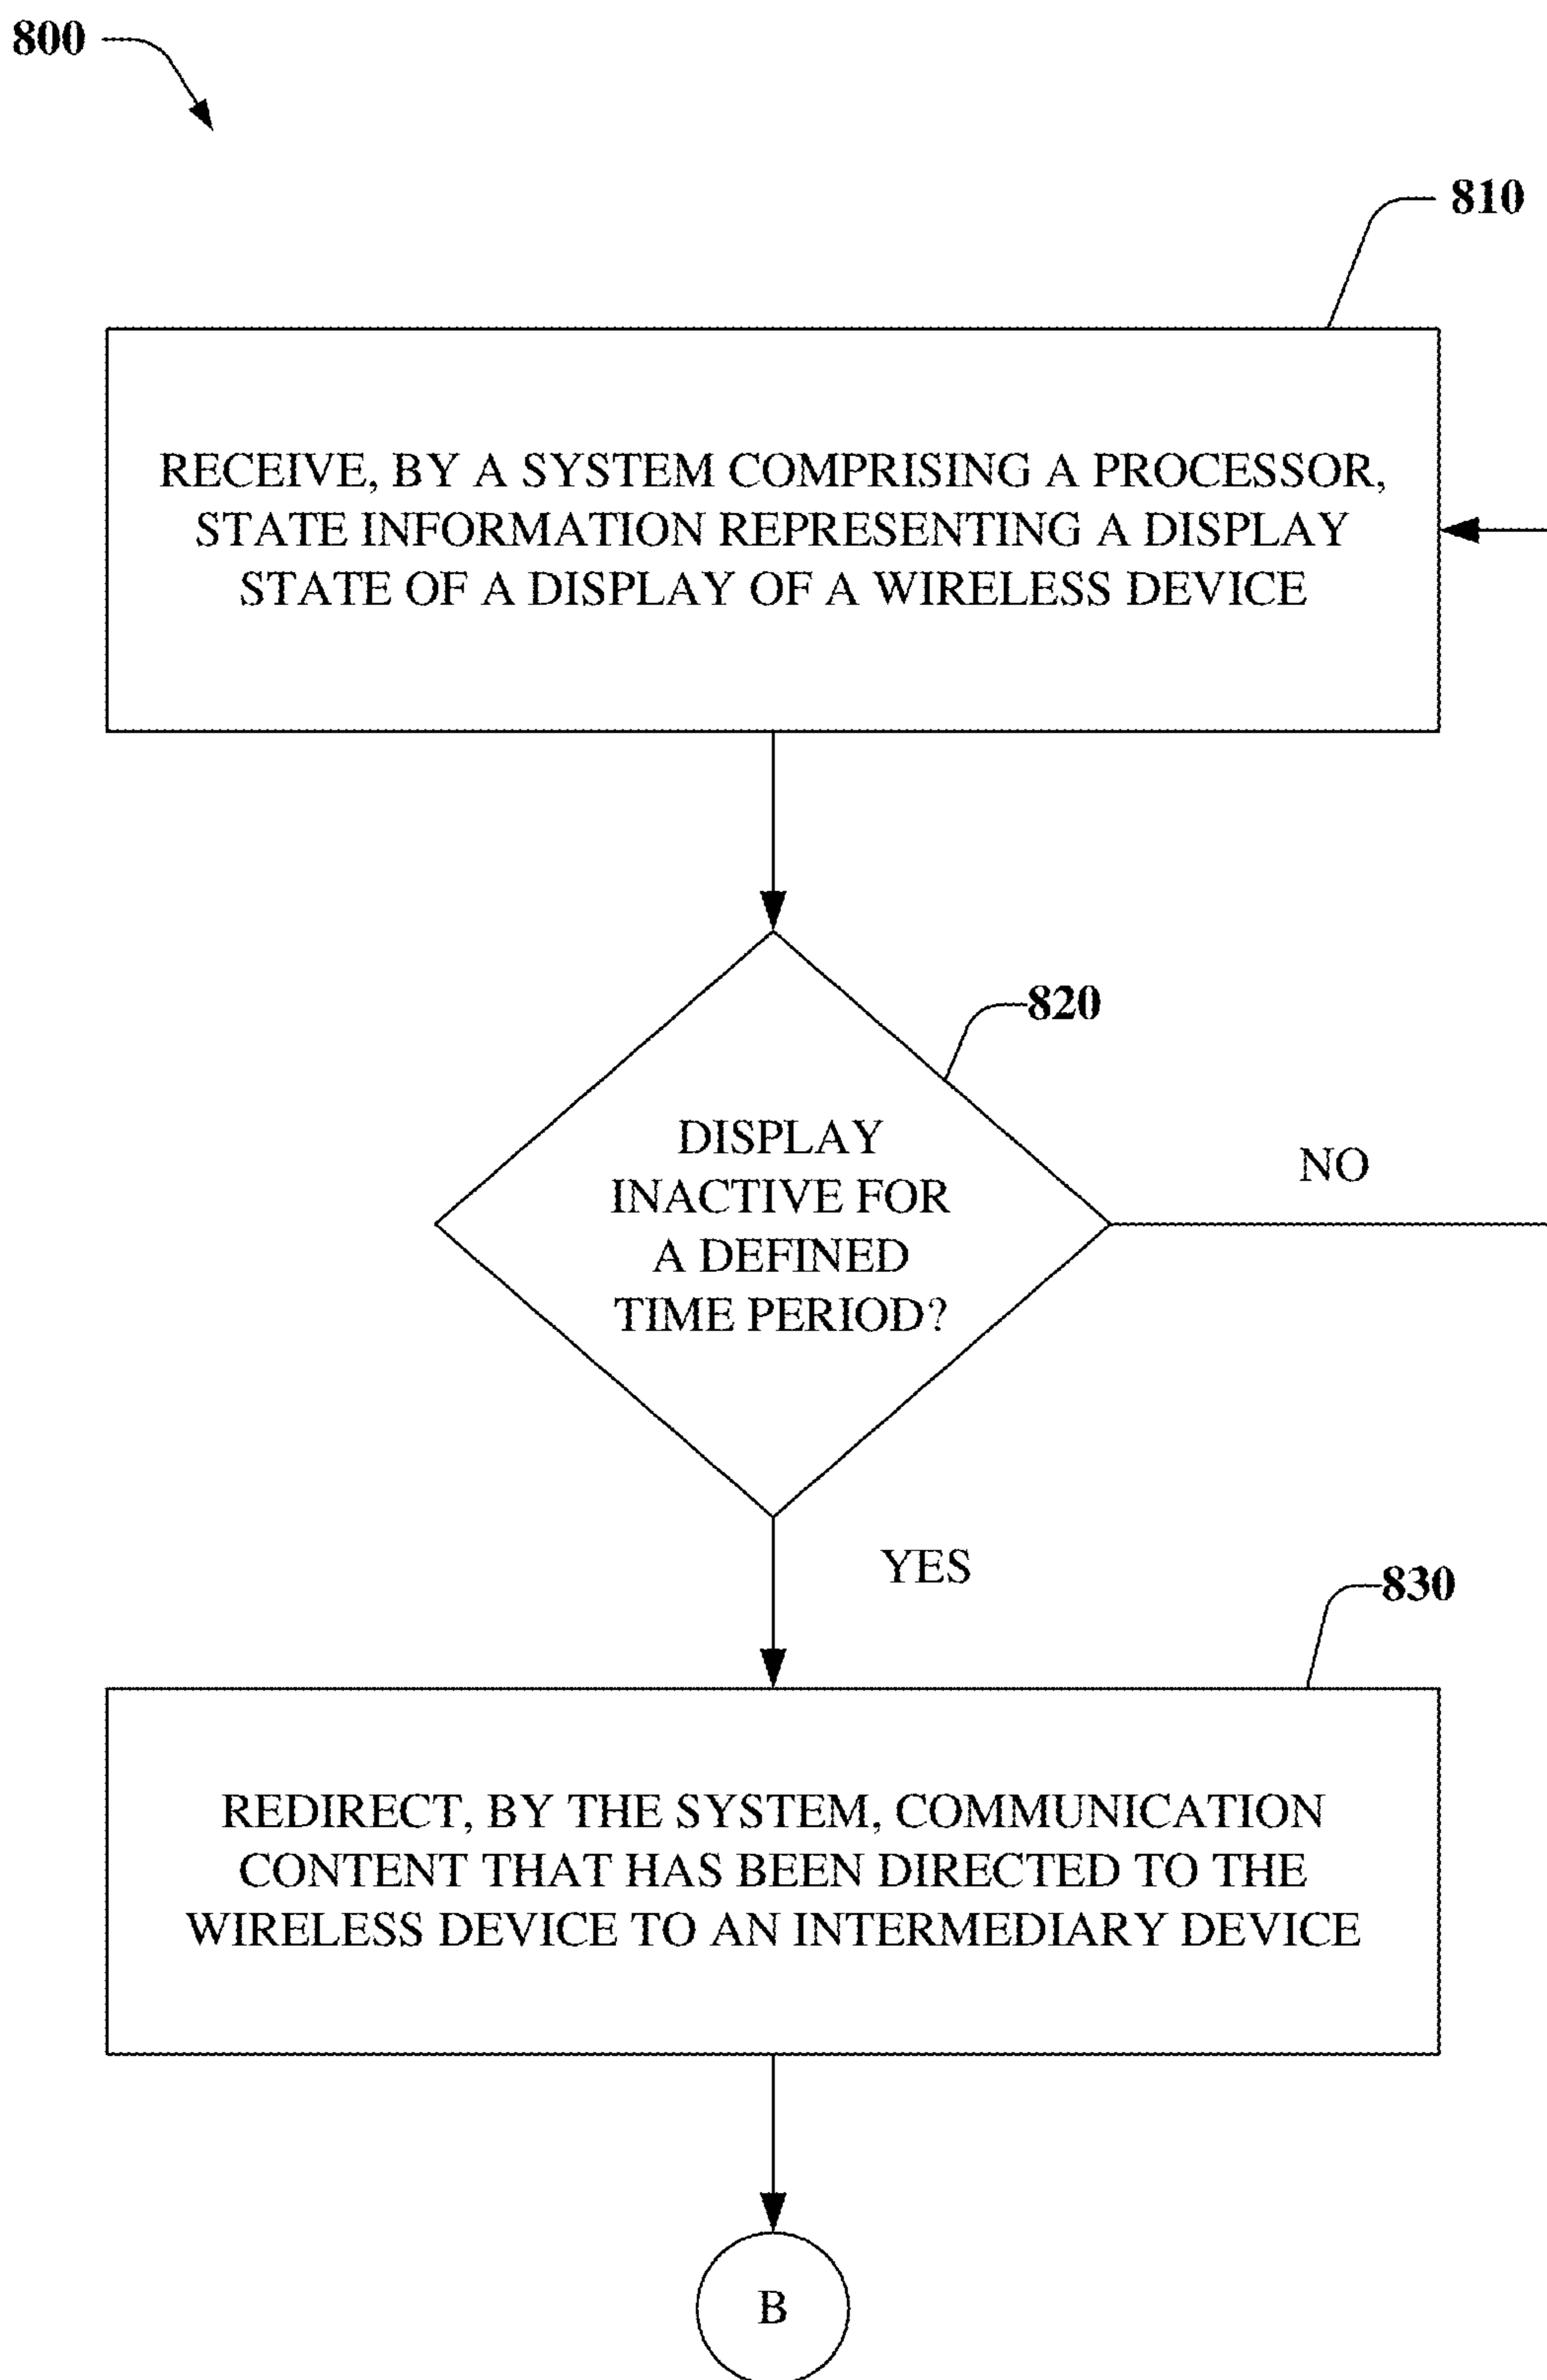 800
810
RECEIVE, BY A SYSTEM COMPRISING A PROCESSOR,
STATE INFORMATION REPRESENTING A DISPLAY
STATE OF A DISPLAY OF A WIRELESS DEVICE
820
DISPLAY
INACTIVE FOR
A DEFINED
TIME PERIOD?
NO
YES
830
REDIRECT, BY THE SYSTEM, COMMUNICATION
CONTENT THAT HAS BEEN DIRECTED TO THE
WIRELESS DEVICE TO AN INTERMEDIARY DEVICE
B